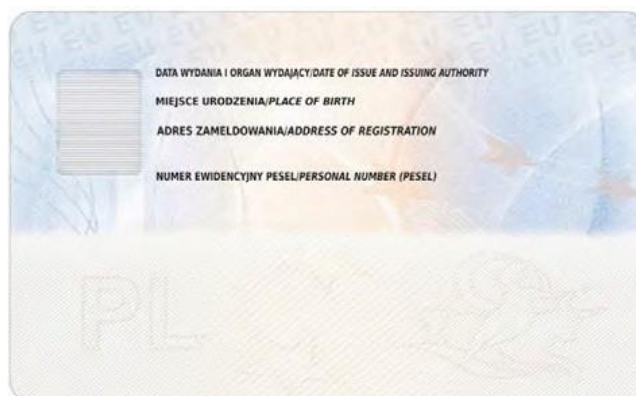 DATA WYDANIA I ORGAN WYDAJĄCY/DATE OF ISSUE AND ISSUING AUTHORITY
MIEJSCE URODZENIA/PLACE OF BIRTH
ADRES ZAMELDOWANIA/ADDRESS OF REGISTRATION
NUMER EWIDENCYJNY PESEL/PERSONAL NUMBER (PESEL)
PL